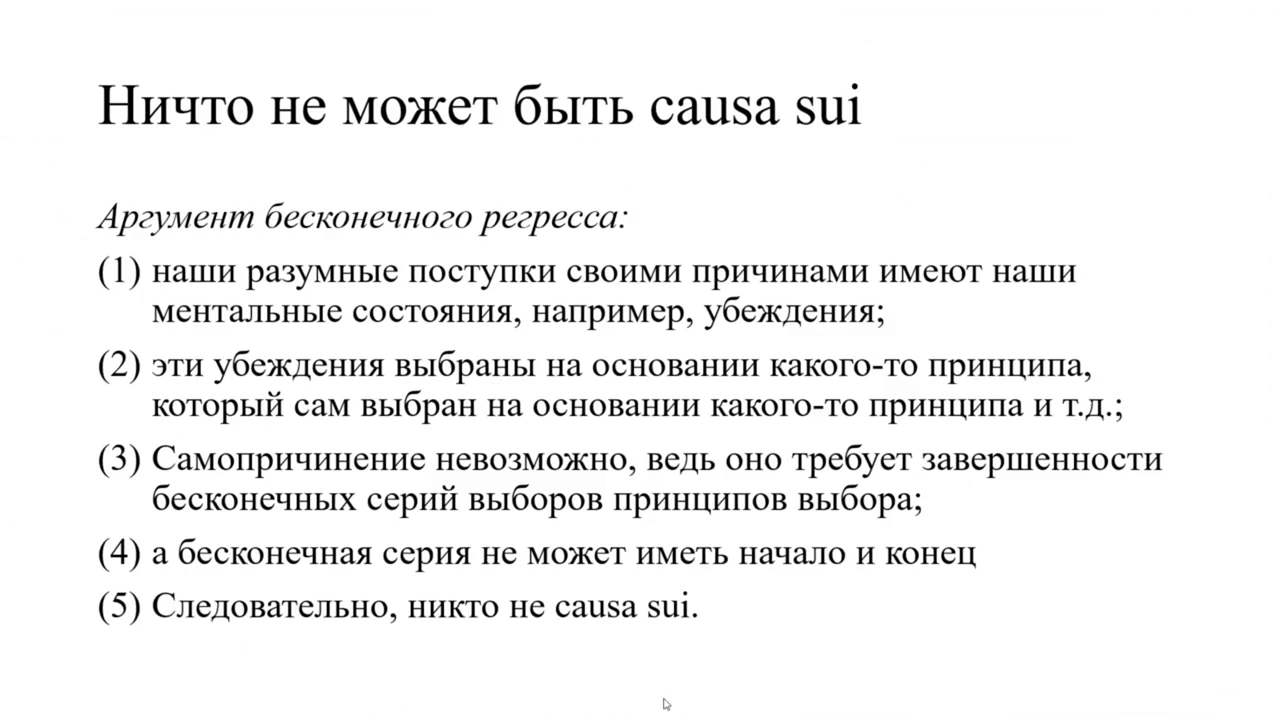 Ничто не может быть causa sui
Аргумент бесконечного регресса:
(1) наши разумные поступки своими причинами имеют наши
ментальные состояния, например, убеждения;
(2) эти убеждения выбраны на основании какого-то принципа,
который сам выбран на основании какого-то принципа и т.д.;
(3) Самопричинение невозможно, ведь оно требует завершенности
бесконечных серий выборов принципов выбора;
(4) а бесконечная серия не может иметь начало и конец
(5) Следовательно, никто не causa sui.